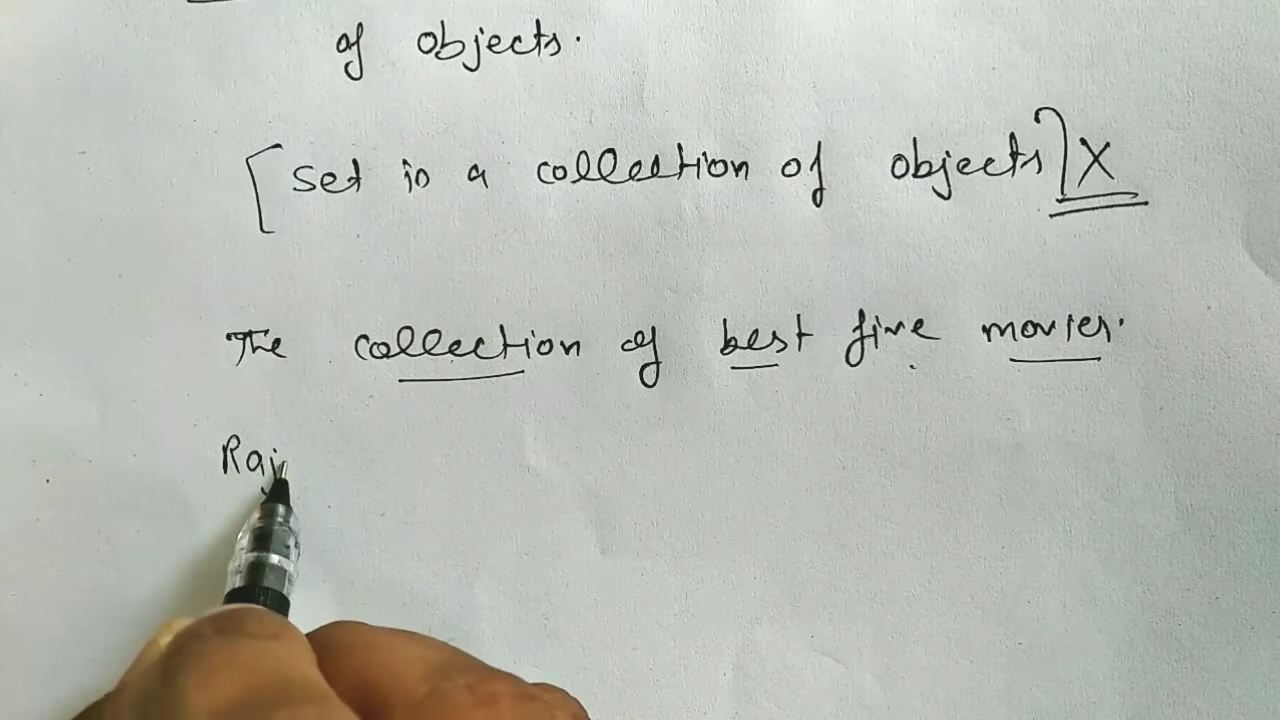 of objects.
[set is a collection of objects] X
The collection of best five movies.
Raj